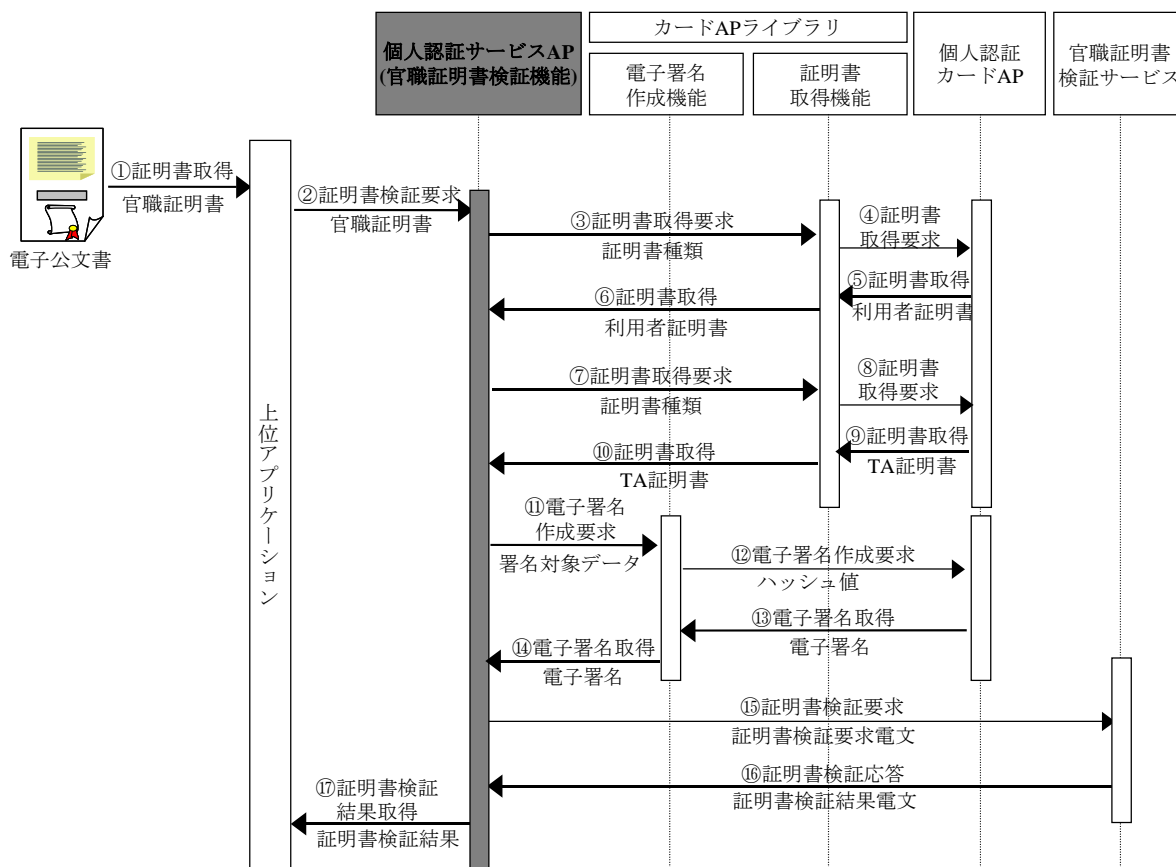 個人認証サービスAP
(官職証明書検証機能)
カードAPライブラリ
電子署名
作成機能
証明書
取得機能
個人認証
カードAP
官職証明書
検証サービス
①証明書取得
官職証明書
電子公文書
上位アプリケーション
②証明書検証要求
官職証明書
③証明書取得要求
証明書種類
④証明書
取得要求
⑤証明書取得
利用者証明書
⑥証明書取得
利用者証明書
⑦証明書取得要求
証明書種類
⑧証明書
取得要求
⑨証明書取得
TA証明書
⑩証明書取得
TA証明書
⑪電子署名
作成要求
署名対象データ
⑫電子署名作成要求
ハッシュ値
⑬電子署名取得
電子署名
⑭電子署名取得
電子署名
⑮証明書検証要求
証明書検証要求電文
⑯証明書検証応答
証明書検証結果電文
⑰証明書検証
結果取得
証明書検証結果